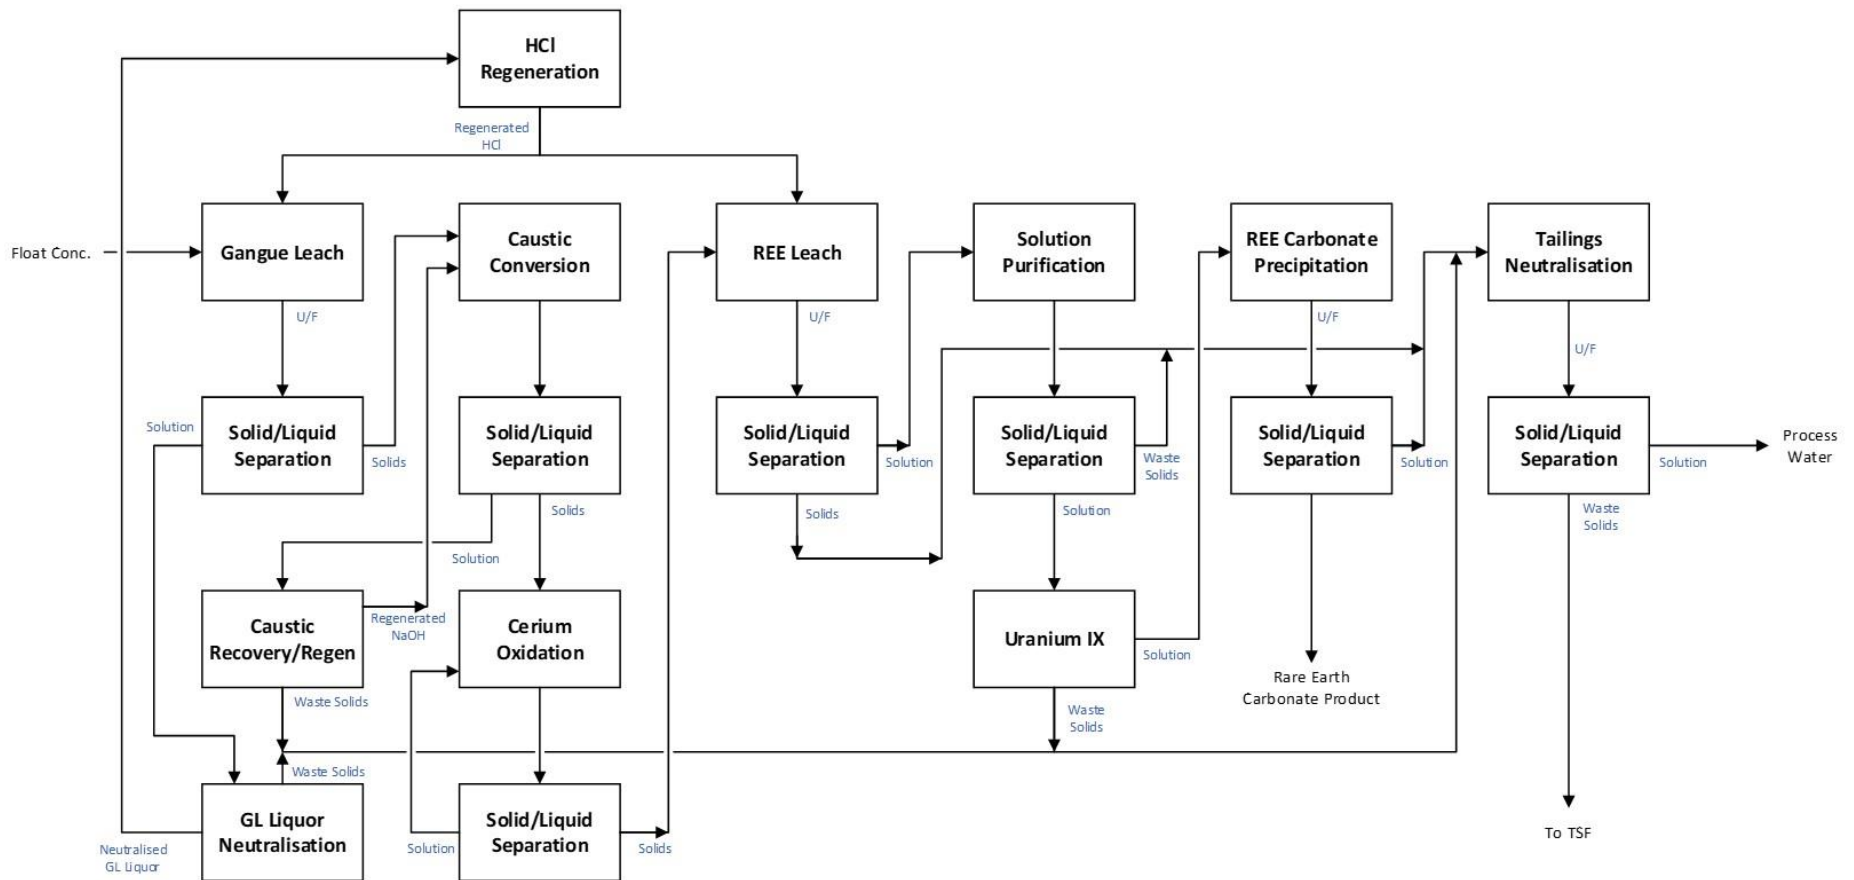 HCl
Regeneration
Regenerated
HCl
Float Conc.
Gangue Leach
Caustic
Conversion
REE Leach
Solution
Purification
REE Carbonate
Precipitation
Tailings
Neutralisation
U/F
U/F
U/F
U/F
Solution
Solid/Liquid
Separation
Solids
Solid/Liquid
Separation
Solid/Liquid
Separation
Solution
Solid/Liquid
Separation
Waste
Solids
Solid/Liquid
Separation
Solution
Solid/Liquid
Separation
Solution
Process
Water
Solids
Solution
Solids
Solution
Waste
Solids
Caustic
Recovery/Regen
Regenerated
NaOH
Cerium
Oxidation
Uranium IX
Solution
Rare Earth
Carbonate Product
Waste Solids
Waste
Solids
Waste Solids
GL Liquor
Neutralisation
Neutralised
GL Liquor
Solution
Solid/Liquid
Separation
Solids
To TSF